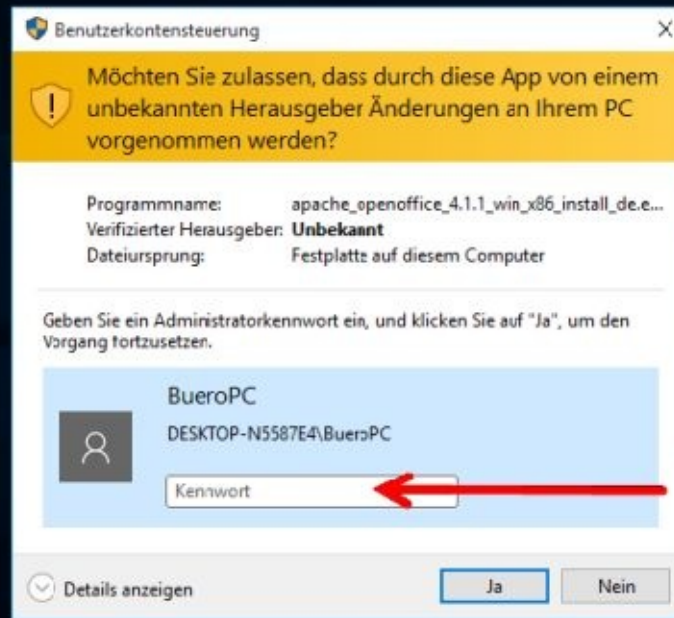 Benutzerkontensteuerung
Möchten Sie zulassen, dass durch diese App von einem
unbekannten Herausgeber Änderungen an Ihrem PC
vorgenommen werden?
Programmname: apache_openoffice_4.1.1_win_x86_install_de.e...
Verifizierter Herausgeber: Unbekannt
Dateiursprung: Festplatte auf diesem Computer
Geben Sie ein Administratorkennwort ein, und klicken Sie auf "Ja", um den
Vorgang fortzusetzen.
BueroPC
DESKTOP-N5587E4\BueroPC
Kennwort
Details anzeigen Ja Nein